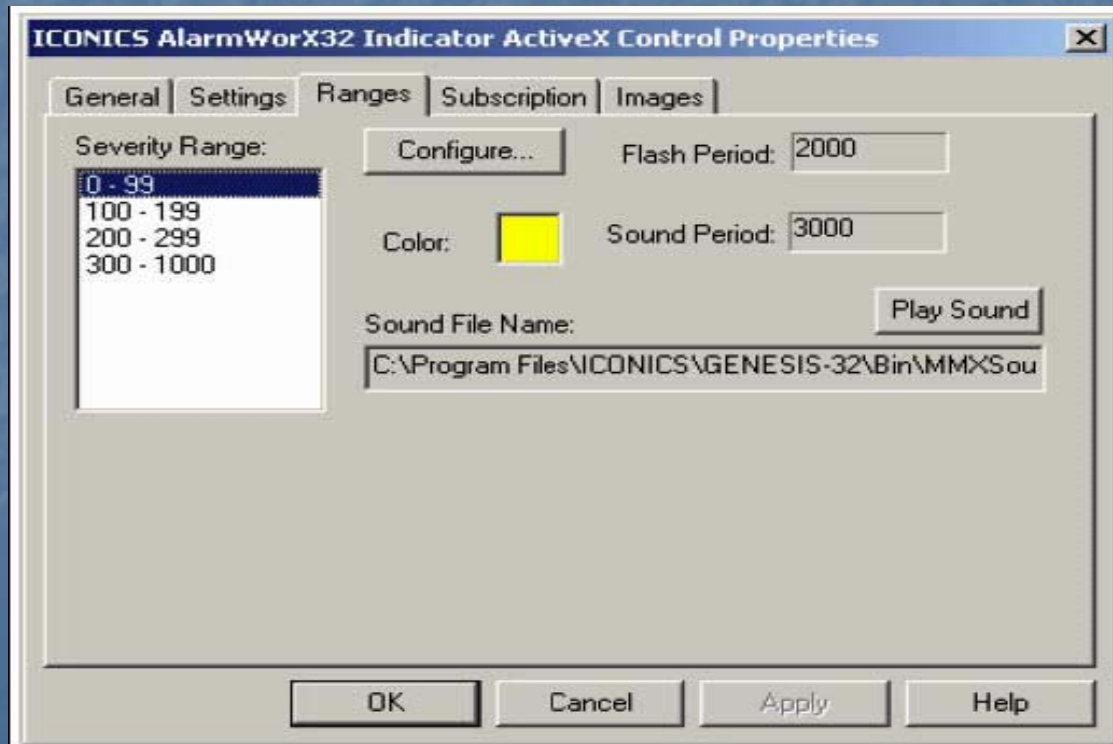 ICONICS AlarmWorX32 Indicator ActiveX Control Properties
General Settings Ranges Subscription Images
Severity Range:
0 - 99
100 - 199
200 - 299
300 - 1000
Configure...
Flash Period: 2000
Color:
Sound Period: 3000
Play Sound
Sound File Name:
C:\Program Files\ICONICS\GENESIS-32\Bin\MMXSou
OK Cancel Apply Help